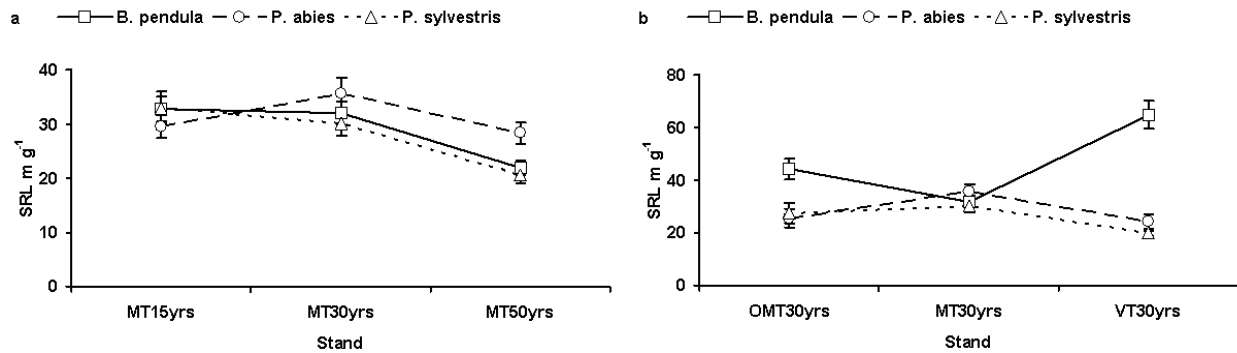 a
B. pendula P. abies P. sylvestris
SRL m g-1
40
30
20
10
0
MT15yrs MT30yrs MT50yrs
Stand
b
B. pendula P. abies P. sylvestris
SRL m g-1
80
60
40
20
0
OMT30yrs MT30yrs VT30yrs
Stand